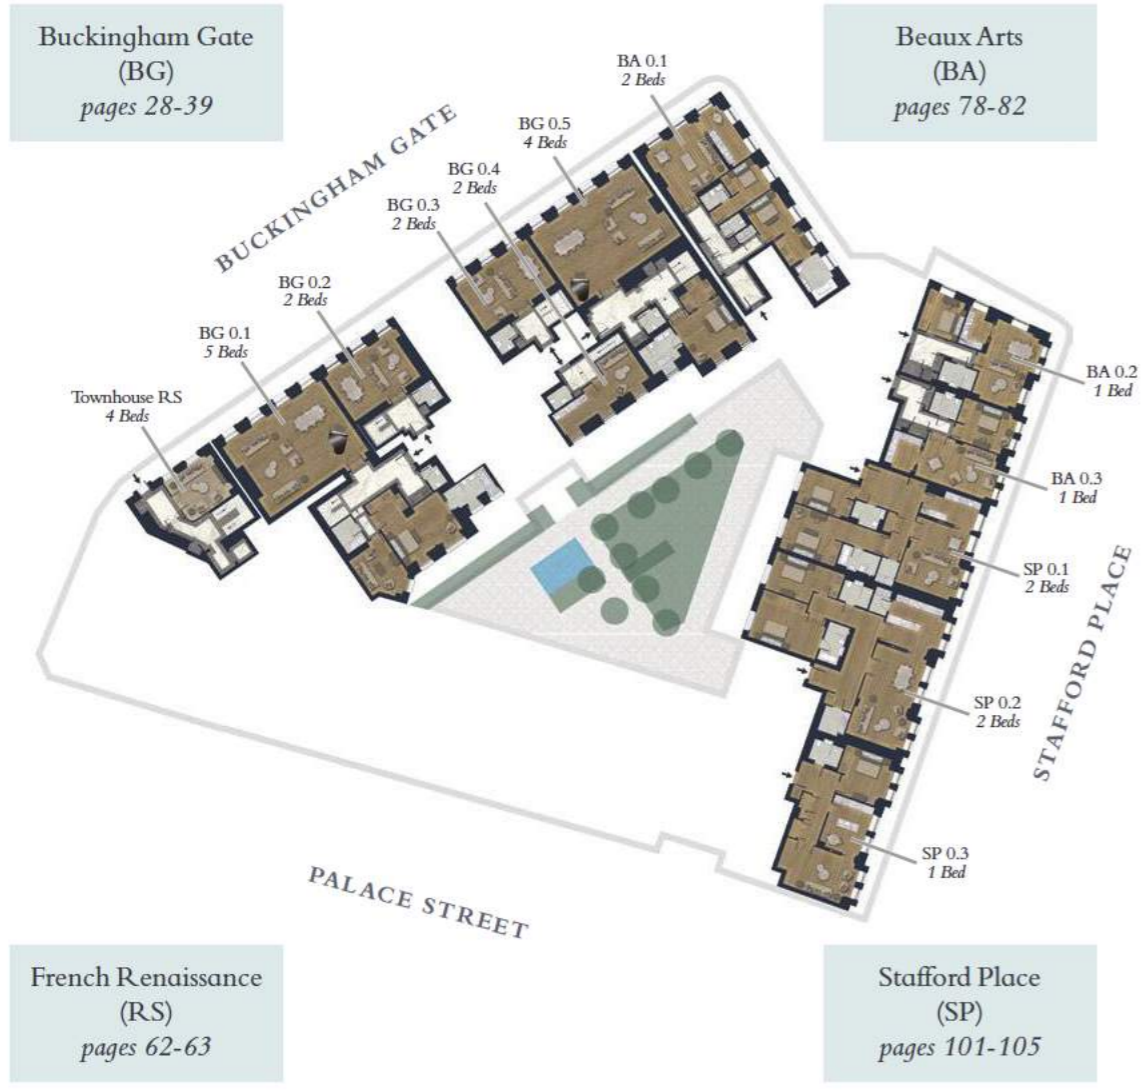 Buckingham Gate
(BG)
pages 28-39
Beaux Arts
(BA)
pages 78-82
BA 0.1
2 Beds
BG 0.5
4 Beds
BG 0.4
2 Beds
BG 0.3
2 Beds
BUCKINGHAM GATE
BG 0.2
2 Beds
BG 0.1
5 Beds
Townhouse RS
4 Beds
BA 0.2
1 Bed
BA 0.3
1 Bed
SP 0.1
2 Beds
STAFFORD PLACE
SP 0.2
2 Beds
SP 0.3
1 Bed
PALACE STREET
French Renaissance
(RS)
pages 62-63
Stafford Place
(SP)
pages 101-105